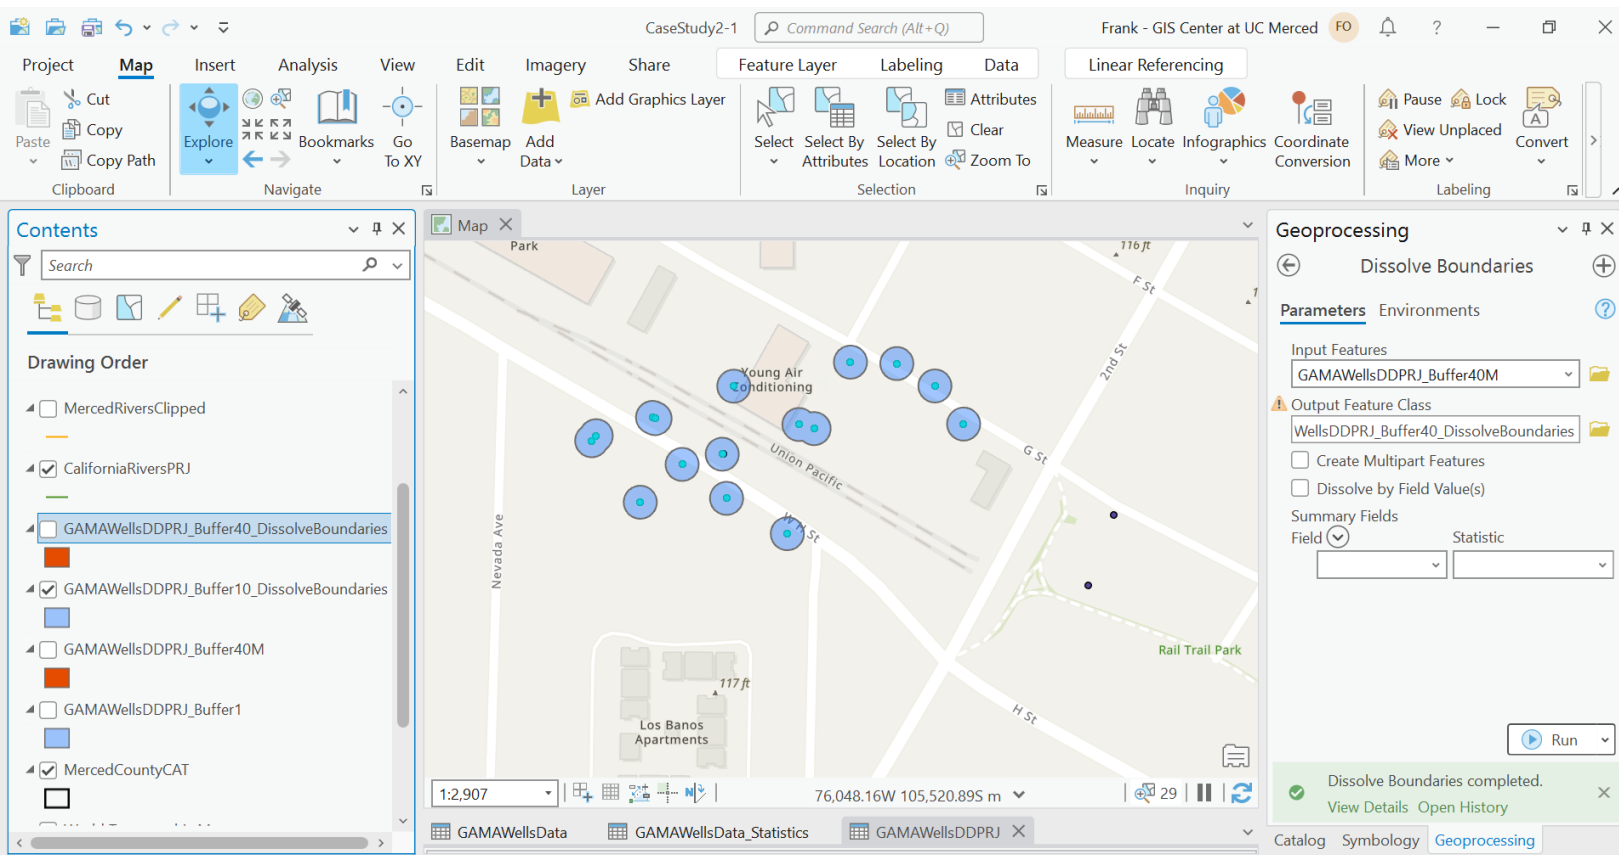 CaseStudy2-1
Command Search (Alt+Q)
Frank - GIS Center at UC Merced
FO
?
Project
Map
Insert
Analysis
View
Edit
Imagery
Share
Feature Layer
Labeling
Data
Linear Referencing
Paste
Cut
Copy
Copy Path
Clipboard
Explore
Bookmarks
Go
To XY
Navigate
Basemap
Add
Data
Add Graphics Layer
Layer
Select
Select By
Attributes
Select By
Location
Attributes
Clear
Zoom To
Selection
Measure
Locate
Infographics
Coordinate
Conversion
Inquiry
Pause
Lock
View Unplaced
More
Convert
A
Labeling
Contents
Search
Drawing Order
MercedRiversClipped
CaliforniaRiversPRJ
GAMAWellsDDPRJ_Buffer40_DissolveBoundaries
GAMAWellsDDPRJ_Buffer10_DissolveBoundaries
GAMAWellsDDPRJ_Buffer40M
GAMAWellsDDPRJ_Buffer1
MercedCountyCAT
Map
Park
116 ft
F St
2nd St
Young Air
Conditioning
Union Pacific
G St
W H St
Nevada Ave
Rail Trail Park
117 ft
Los Banos
Apartments
H St
1:2,907
76,048.16W 105,520.89S m
29
GAMAWellsData
GAMAWellsData_Statistics
GAMAWellsDDPRJ
Geoprocessing
Dissolve Boundaries
Parameters
Environments
?
Input Features
GAMAWellsDDPRJ_Buffer40M
Output Feature Class
WellsDDPRJ_Buffer40_DissolveBoundaries
Create Multipart Features
Dissolve by Field Value(s)
Summary Fields
Field
Statistic
Run
Dissolve Boundaries completed.
View Details
Open History
Catalog
Symbology
Geoprocessing